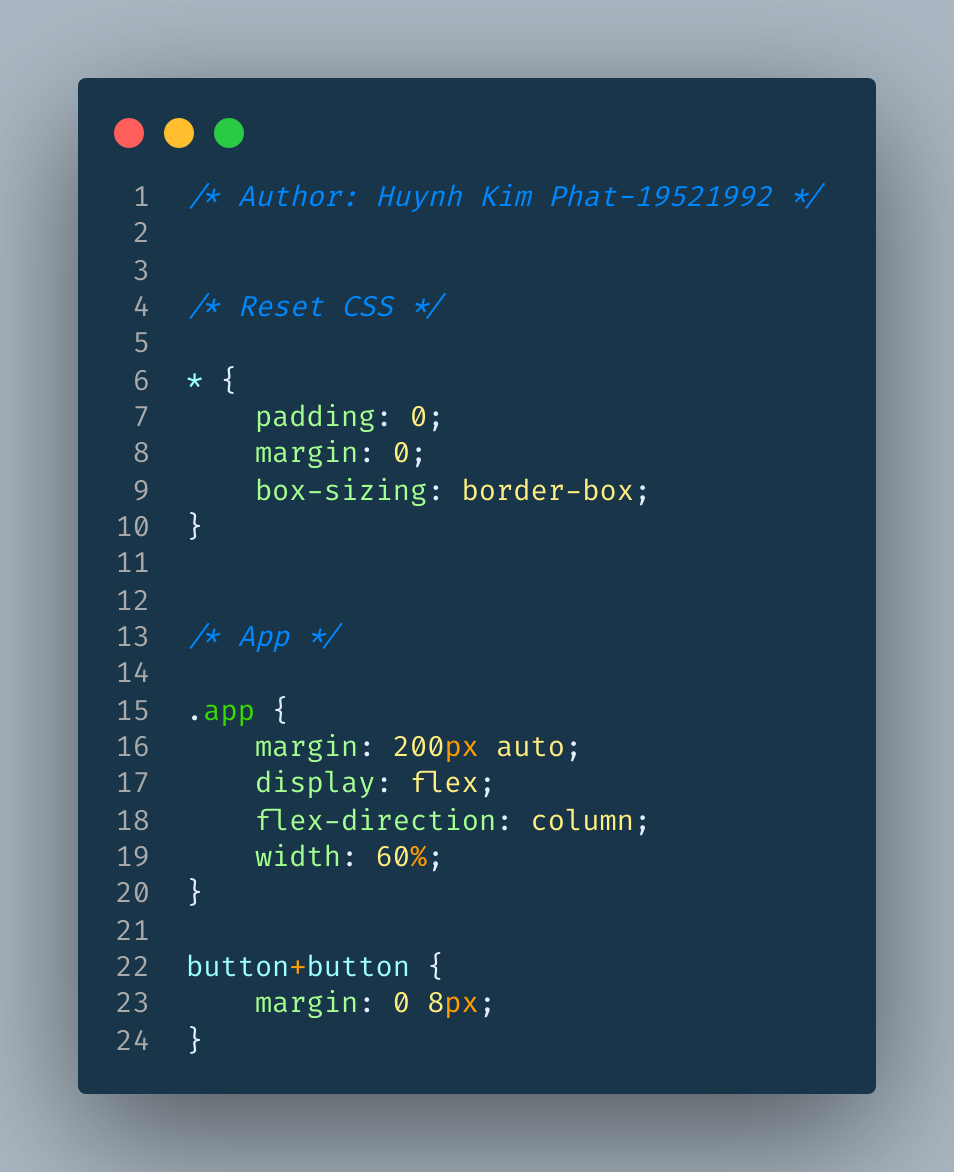 1 /* Author: Huynh Kim Phat-19521992 */
2
3
4 /* Reset CSS */
5
6 * {
7     padding: 0;
8     margin: 0;
9     box-sizing: border-box;
10 }
11
12
13 /* App */
14
15 .app {
16     margin: 200px auto;
17     display: flex;
18     flex-direction: column;
19     width: 60%;
20 }
21
22 button+button {
23     margin: 0 8px;
24 }